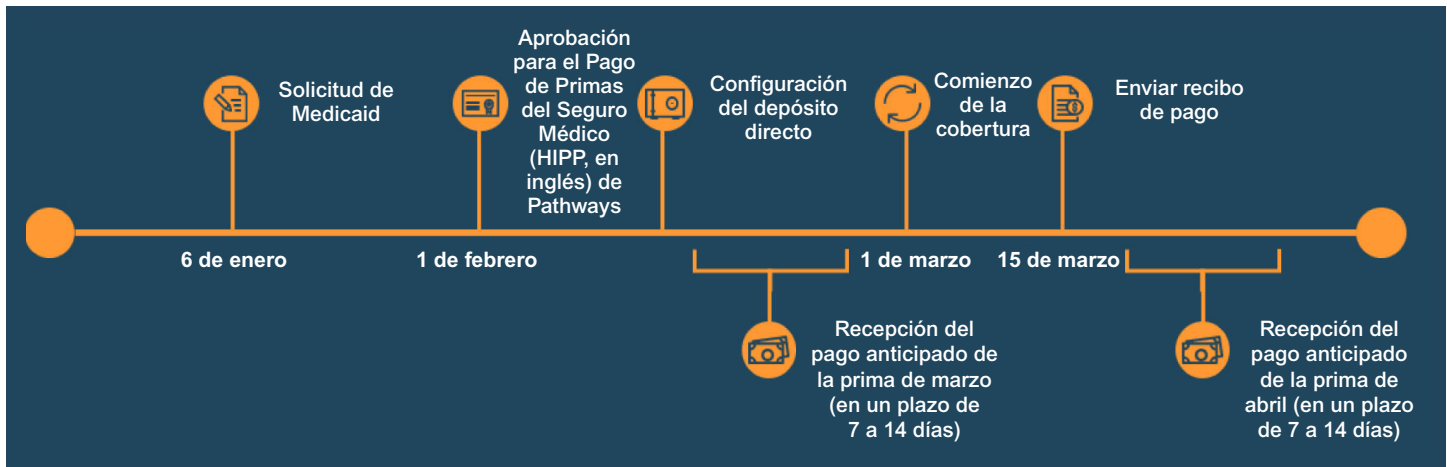 Solicitud de
Medicaid
Aprobación
para el Pago
de Primas
del Seguro
Médico
(HIPP, en
inglés) de
Pathways
Configuración
del depósito
directo
Comienzo
de la
cobertura
Enviar recibo
de pago
6 de enero
1 de febrero
1 de marzo
15 de marzo
Recepción del
pago anticipado de
la prima de marzo
(en un plazo de
7 a 14 días)
Recepción del
pago anticipado
de la prima de
abril (en un plazo
de 7 a 14 días)